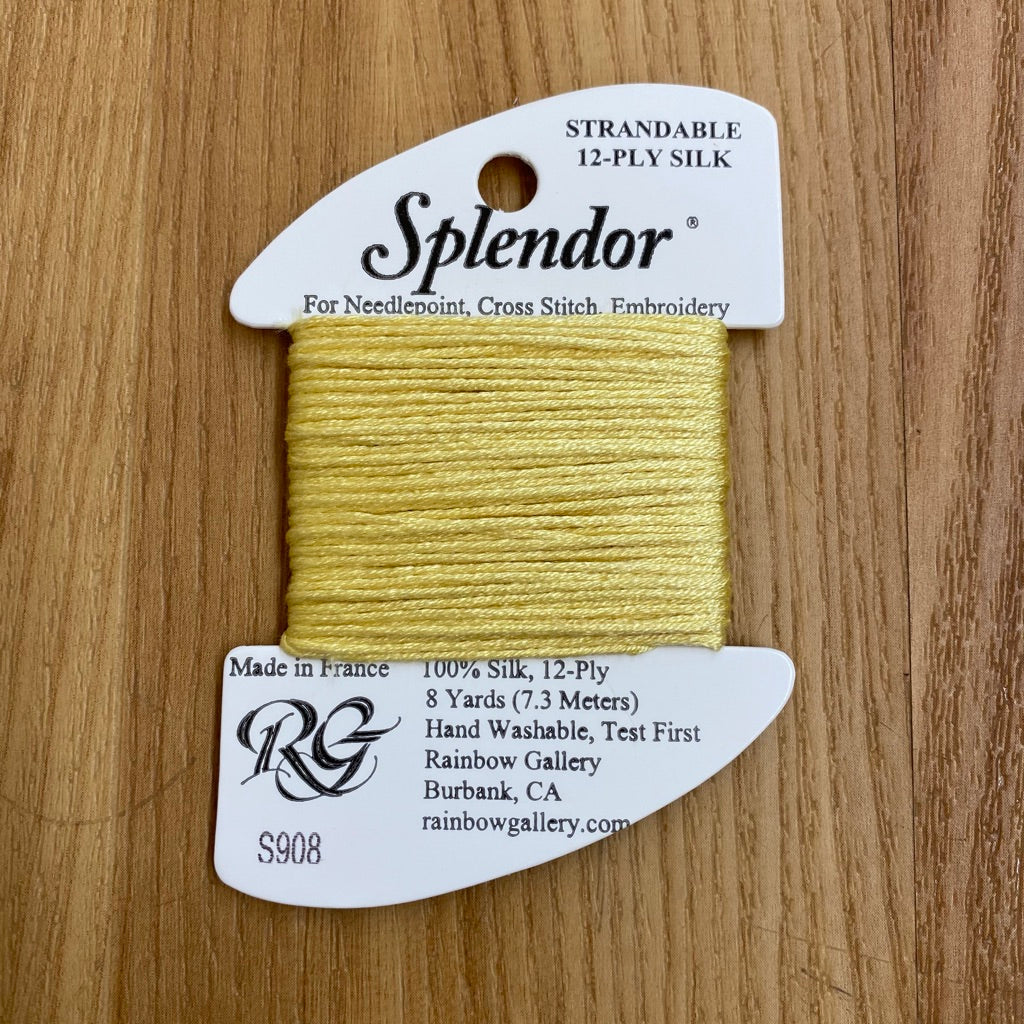 STRANDABLE
12-PLY SILK
Splendor ®
For Needlepoint, Cross Stitch, Embroidery
Made in France
100% Silk, 12-Ply
8 Yards (7.3 Meters)
Hand Washable, Test First
Rainbow Gallery
Burbank, CA
rainbowgallery.com
RG
S908